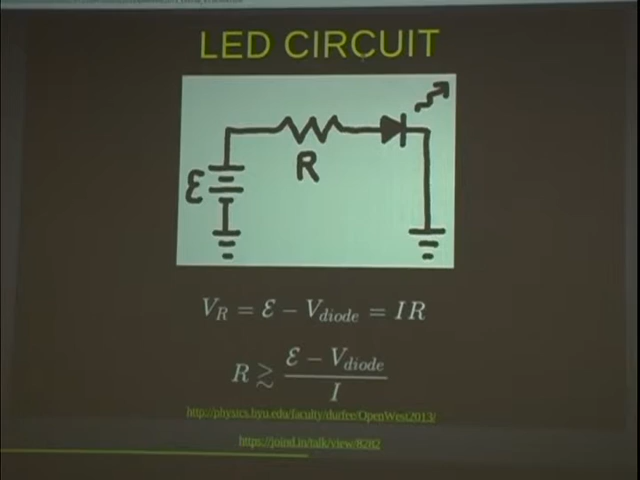 LED CIRCUIT
R
ℰ
V_R = ℰ − V_diode = IR
R ≳ (ℰ − V_diode) / I
http://physics.byu.edu/faculty/durfee/OpenWest2013/
https://joind.in/talk/view/8282